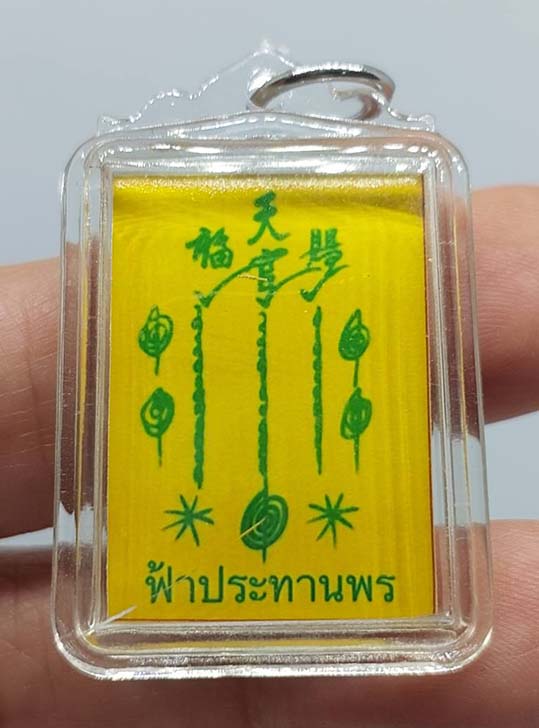 天
福 官 賜
ฟ้าประทานพร